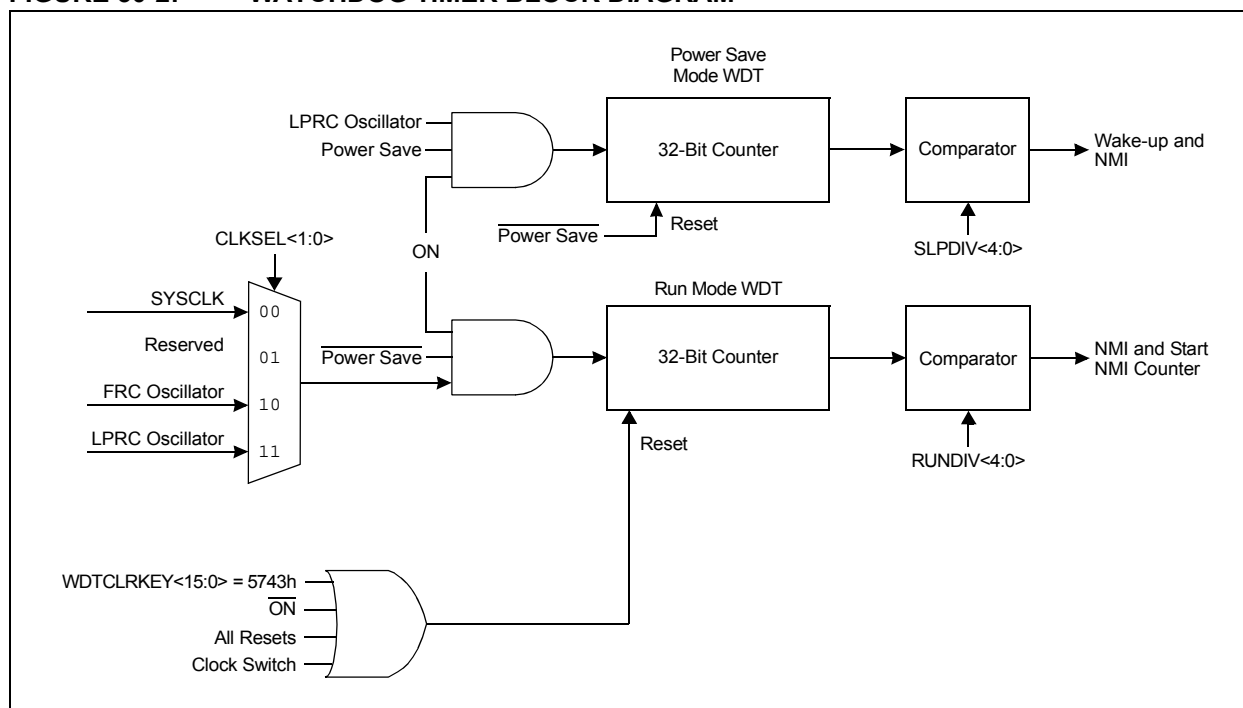 FIGURE WATCHDOG TIMER BLOCK DIAGRAM
Power Save
Mode WDT
LPRC Oscillator
Power Save
32-Bit Counter
Comparator
Wake-up and
NMI
Power Save
Reset
SLPDIV<4:0>
CLKSEL<1:0>
ON
Run Mode WDT
SYSCLK
00
Reserved
01
Power Save
32-Bit Counter
Comparator
NMI and Start
NMI Counter
FRC Oscillator
10
LPRC Oscillator
11
Reset
RUNDIV<4:0>
WDTCLRKEY<15:0> = 5743h
ON
All Resets
Clock Switch